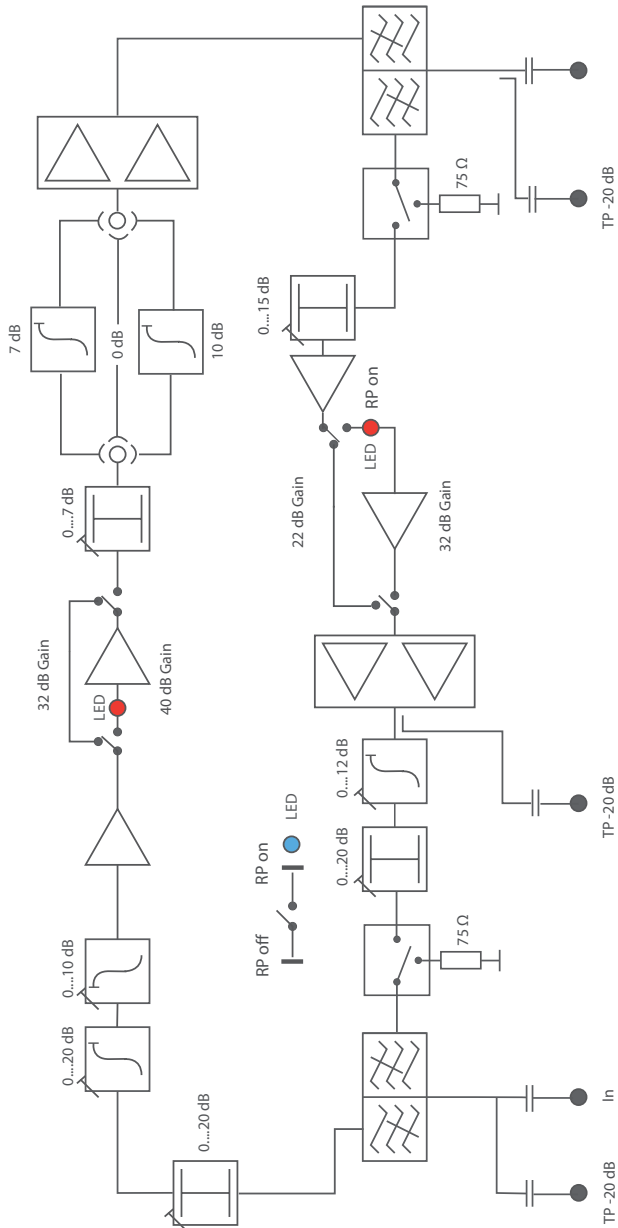 0....20 dB
0....20 dB
0....10 dB
32 dB Gain
LED
40 dB Gain
0....7 dB
7 dB
0 dB
10 dB
RP off
RP on
LED
22 dB Gain
LED
RP on
32 dB Gain
0....15 dB
75 Ω
75 Ω
0....20 dB
0....12 dB
TP -20 dB
In
TP -20 dB
TP -20 dB